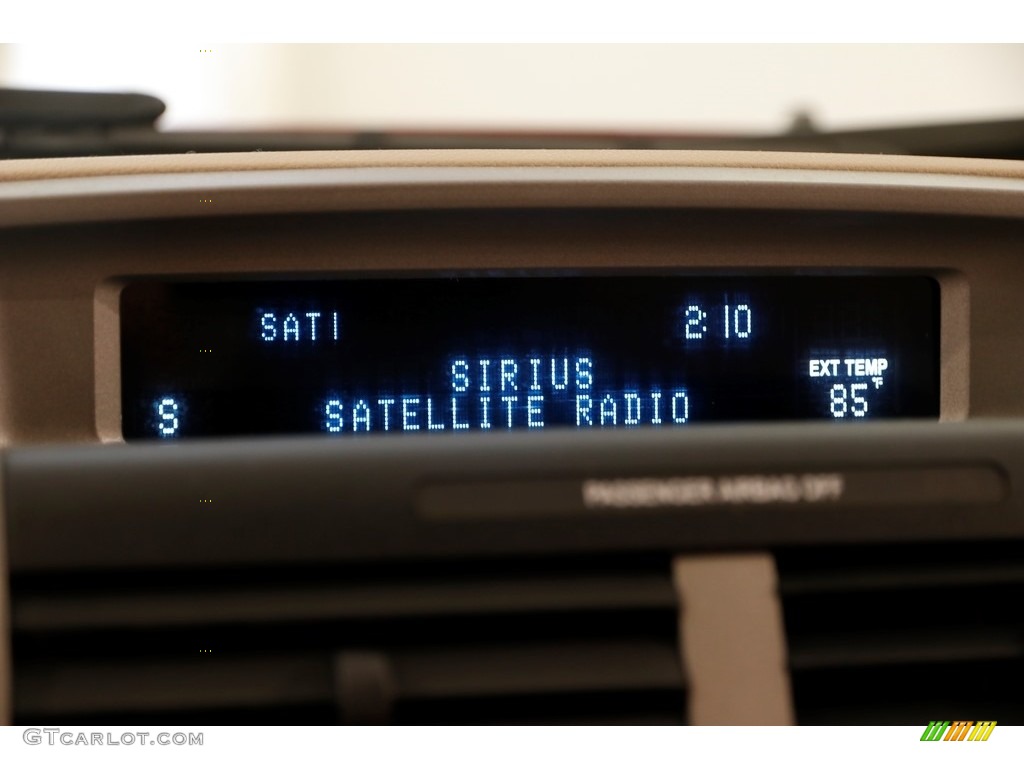 SAT1 2:10
SIRIUS
EXT TEMP
S SATELLITE RADIO 85°F
PASSENGER AIRBAG OFF
GTCARLOT.COM